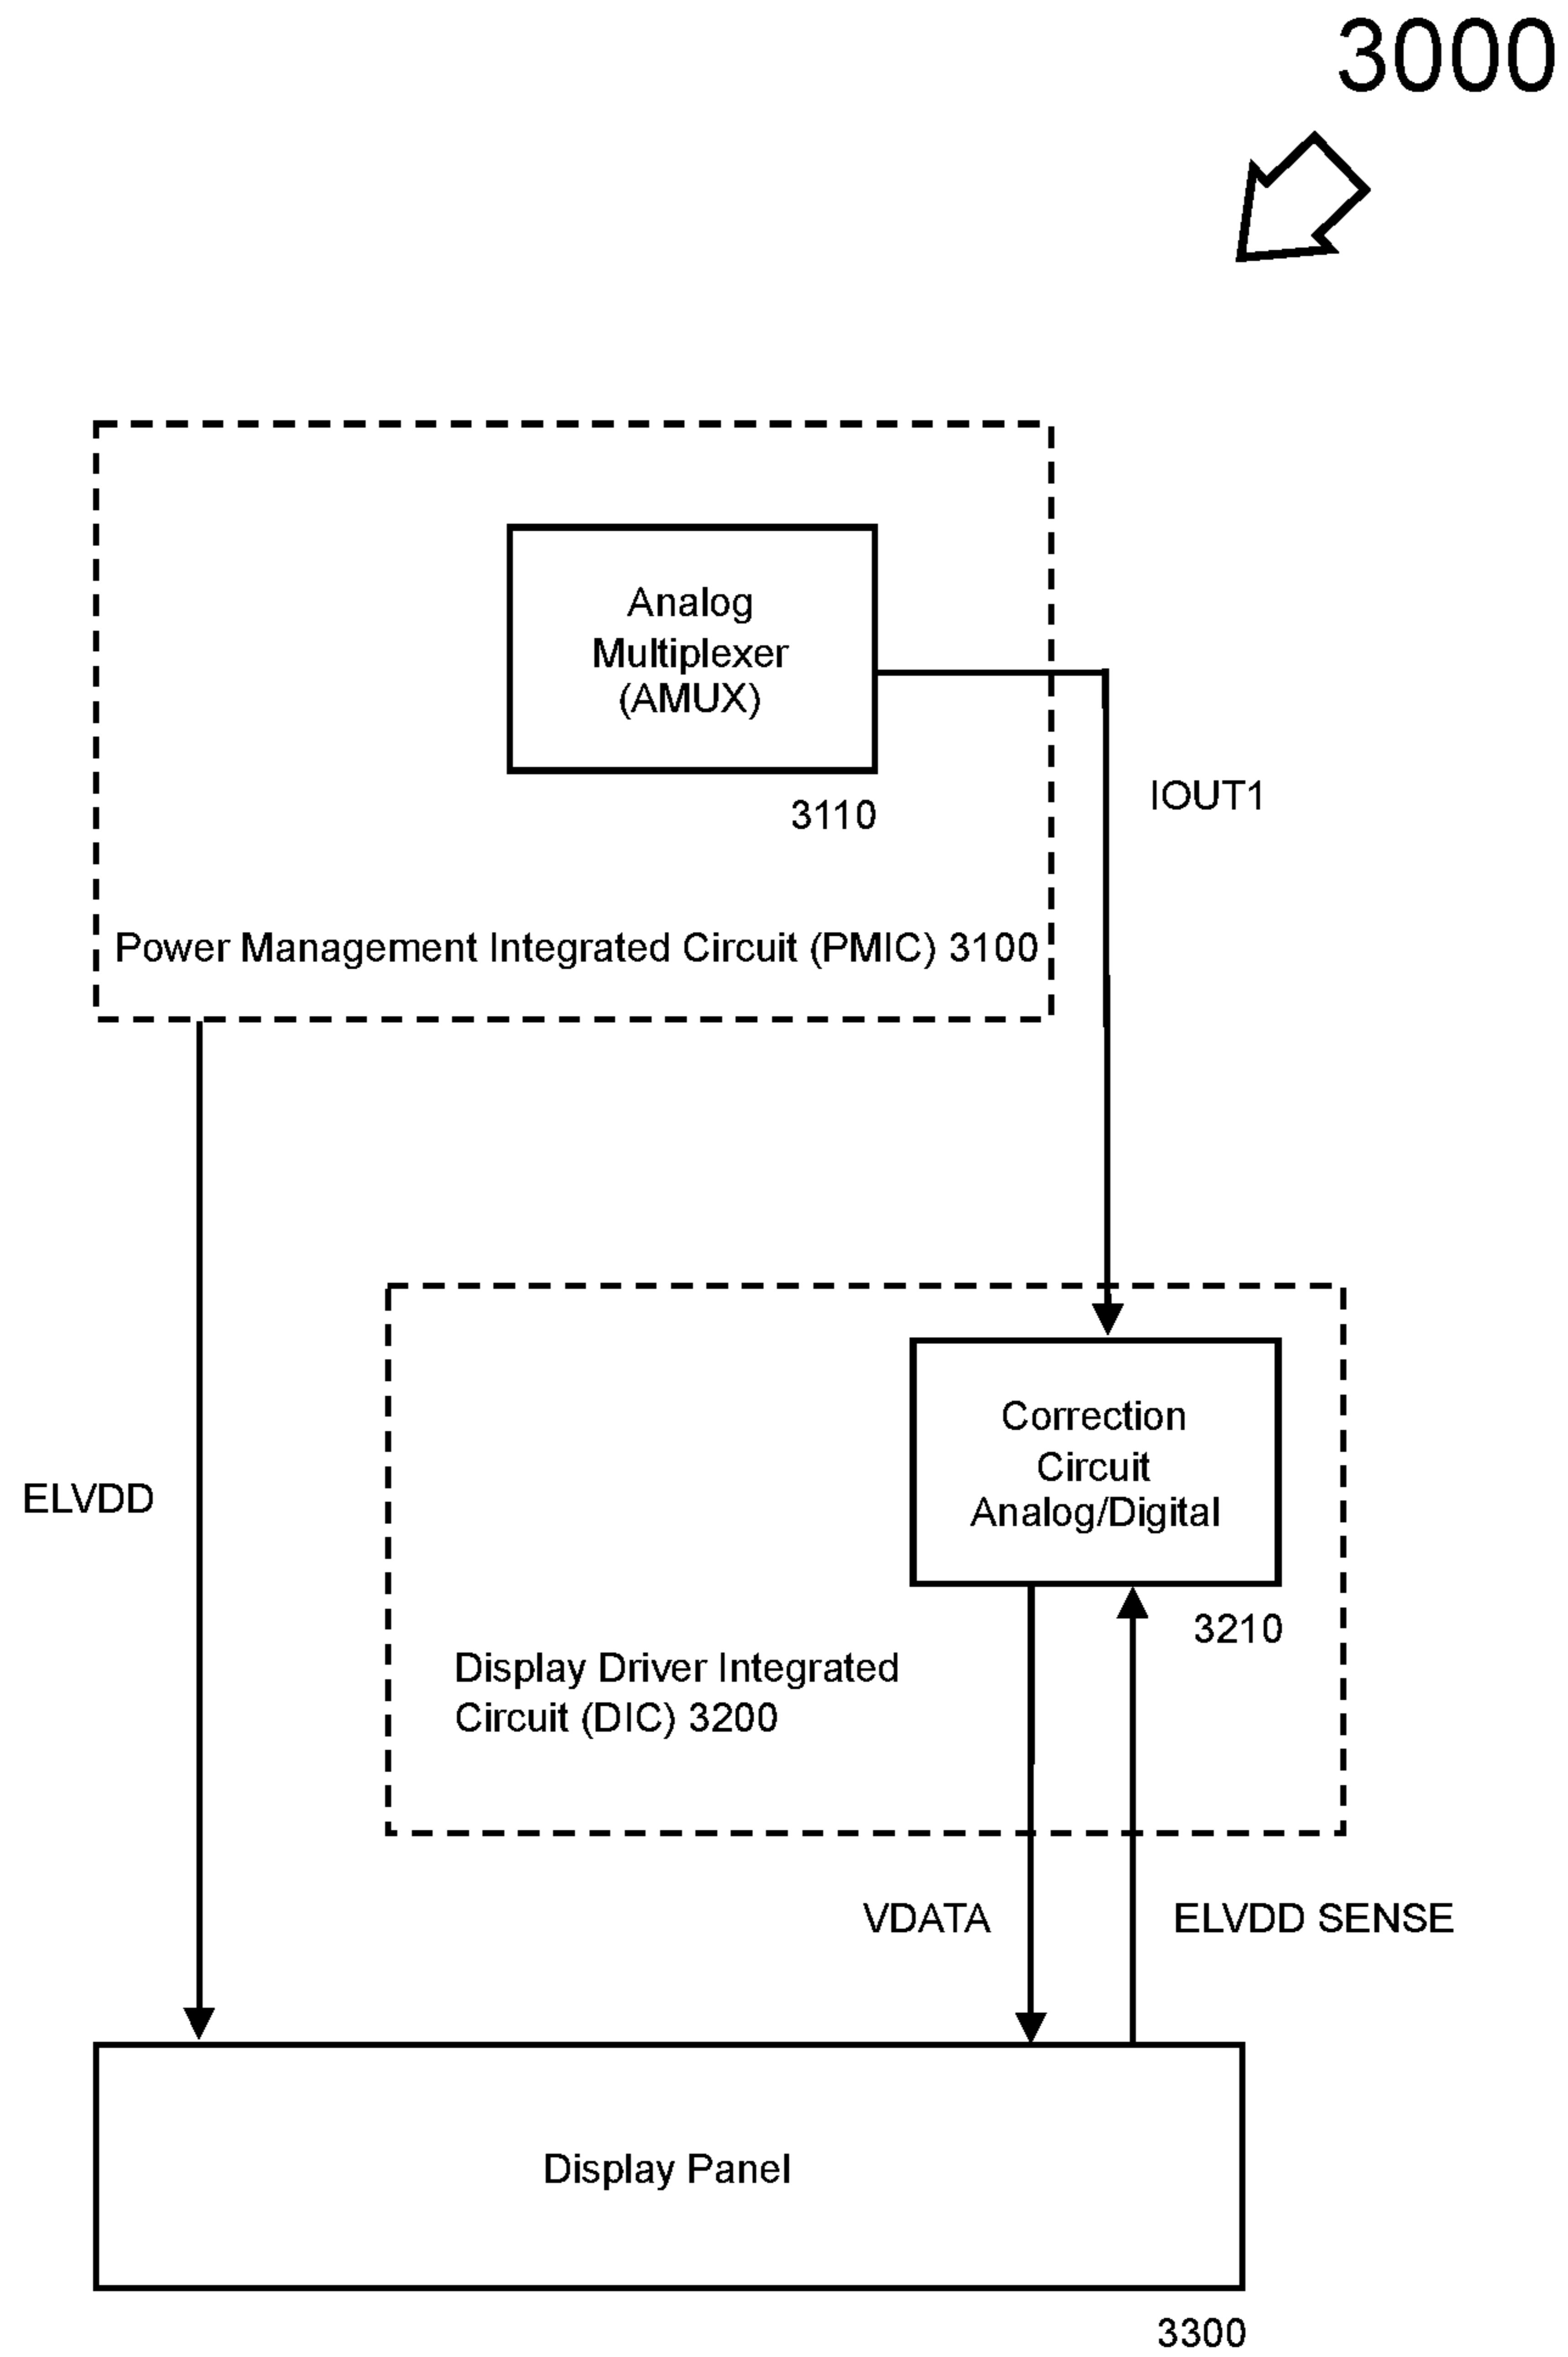 3000
Analog
Multiplexer
(AMUX)
3110
IOUT1
Power Management Integrated Circuit (PMIC) 3100
ELVDD
Correction
Circuit
Analog/Digital
3210
Display Driver Integrated
Circuit (DIC) 3200
VDATA
ELVDD SENSE
Display Panel
3300